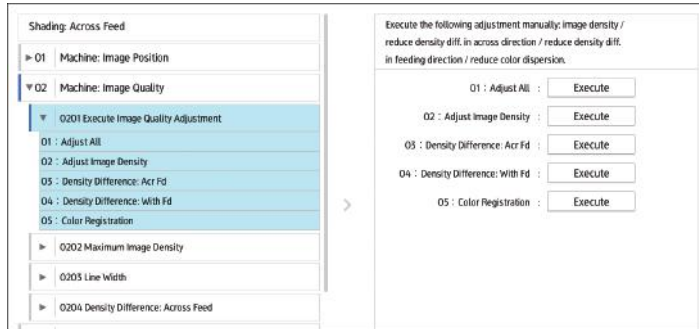 Shading: Across Feed
01 Machine: Image Position
02 Machine: Image Quality
0201 Execute Image Quality Adjustment
01 : Adjust All
02 : Adjust Image Density
03 : Density Difference: Acr Fd
04 : Density Difference: With Fd
05 : Color Registration
0202 Maximum Image Density
0203 Line Width
0204 Density Difference: Across Feed
Execute the following adjustment manually: image density /
reduce density diff. in across direction / reduce density diff.
in feeding direction / reduce color dispersion.
01 : Adjust All : Execute
02 : Adjust Image Density : Execute
03 : Density Difference: Acr Fd : Execute
04 : Density Difference: With Fd : Execute
05 : Color Registration : Execute